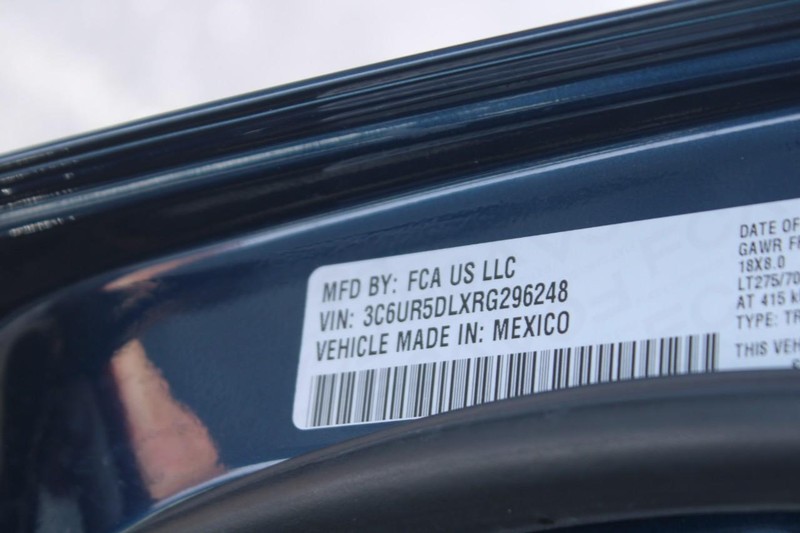 MFD BY: FCA US LLC
VIN: 3C6UR5DLXRG296248
VEHICLE MADE IN: MEXICO
DATE OF
GAWR
18X8.0
LT275/70
AT 415
TYPE:
THIS